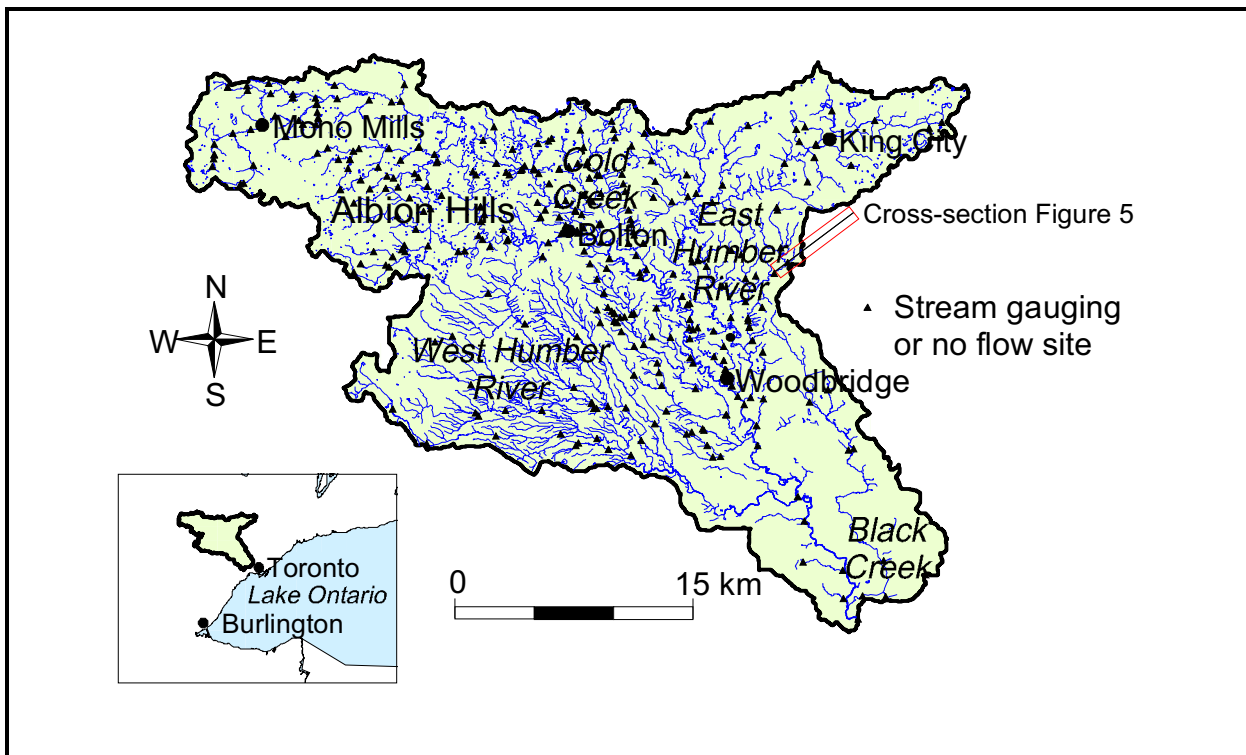 Mono Mills
King City
Cold
Creek
Albion Hills
Bolton
East
Humber
River
Cross-section Figure 5
N
W
E
S
Stream gauging
or no flow site
West Humber
River
Woodbridge
Black
Creek
0
15 km
Toronto
Lake Ontario
Burlington